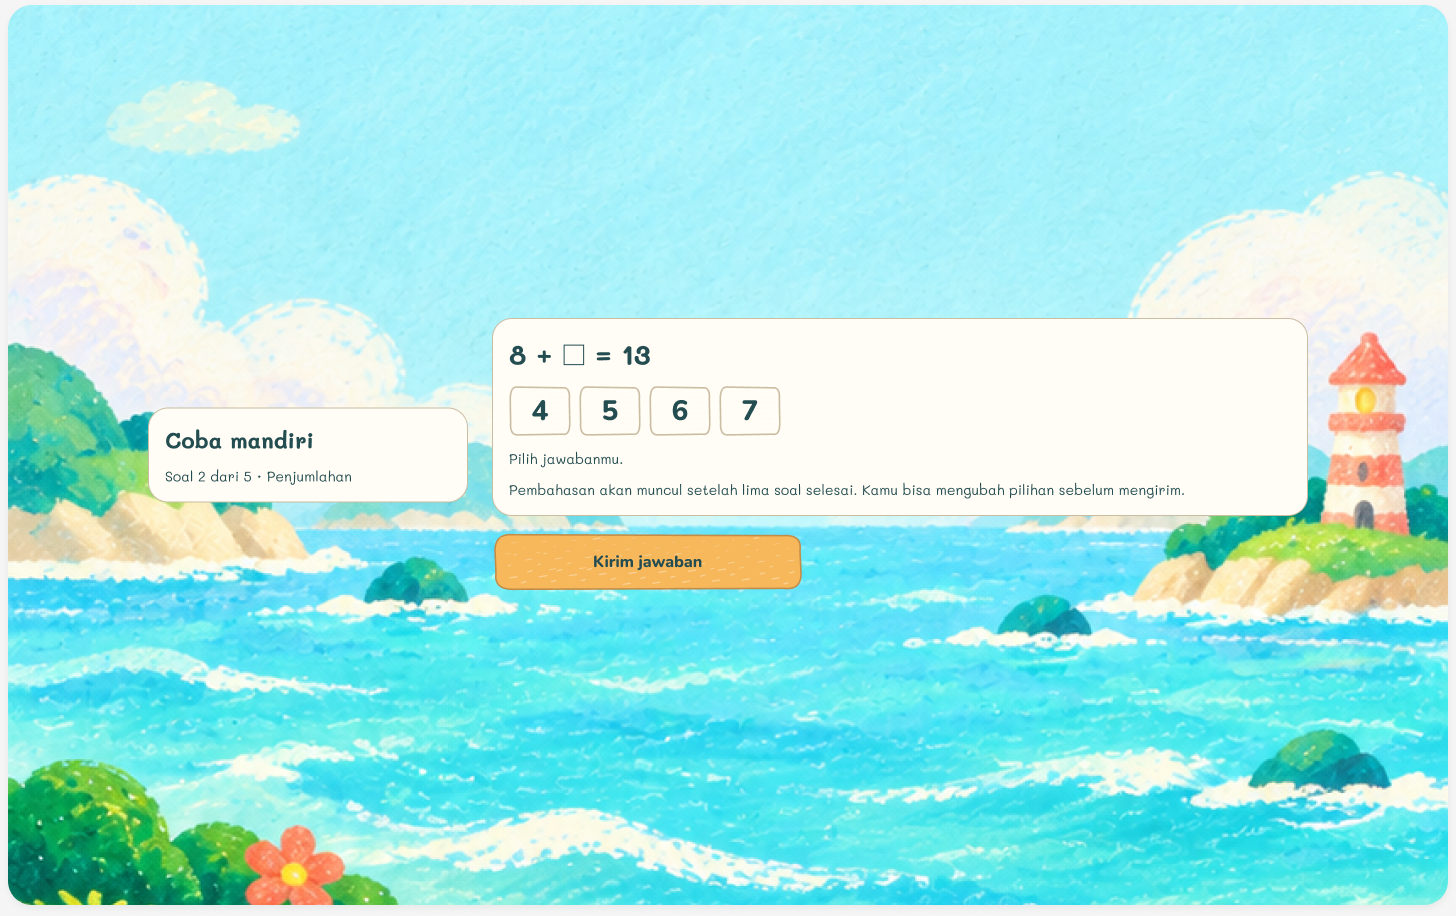 Coba mandiri
Soal 2 dari 5 • Penjumlahan
8 + □ = 13
4 5 6 7
Pilih jawabanmu.
Pembahasan akan muncul setelah lima soal selesai. Kamu bisa mengubah pilihan sebelum mengirim.
Kirim jawaban